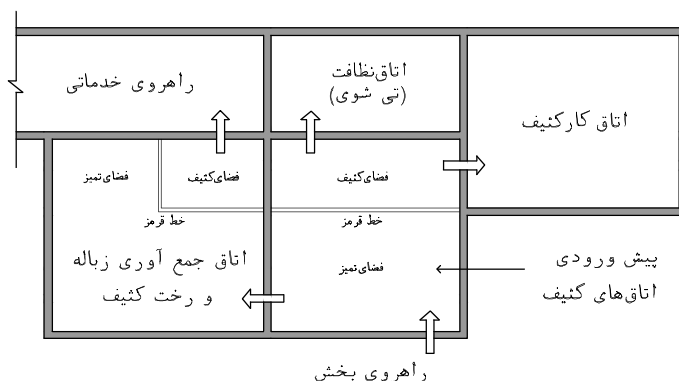 اتاق‌نظافت
(تی شوی)
راهروی خدماتی
اتاق کارکثیف
فضای‌کثیف
فضای‌کثیف
فضای‌تمیز
خط قرمز
خط قرمز
پیش ورودی
اتاق‌های کثیف
فضای‌تمیز
اتاق جمع آوری زباله
و رخت کثیف
راهروی بخش